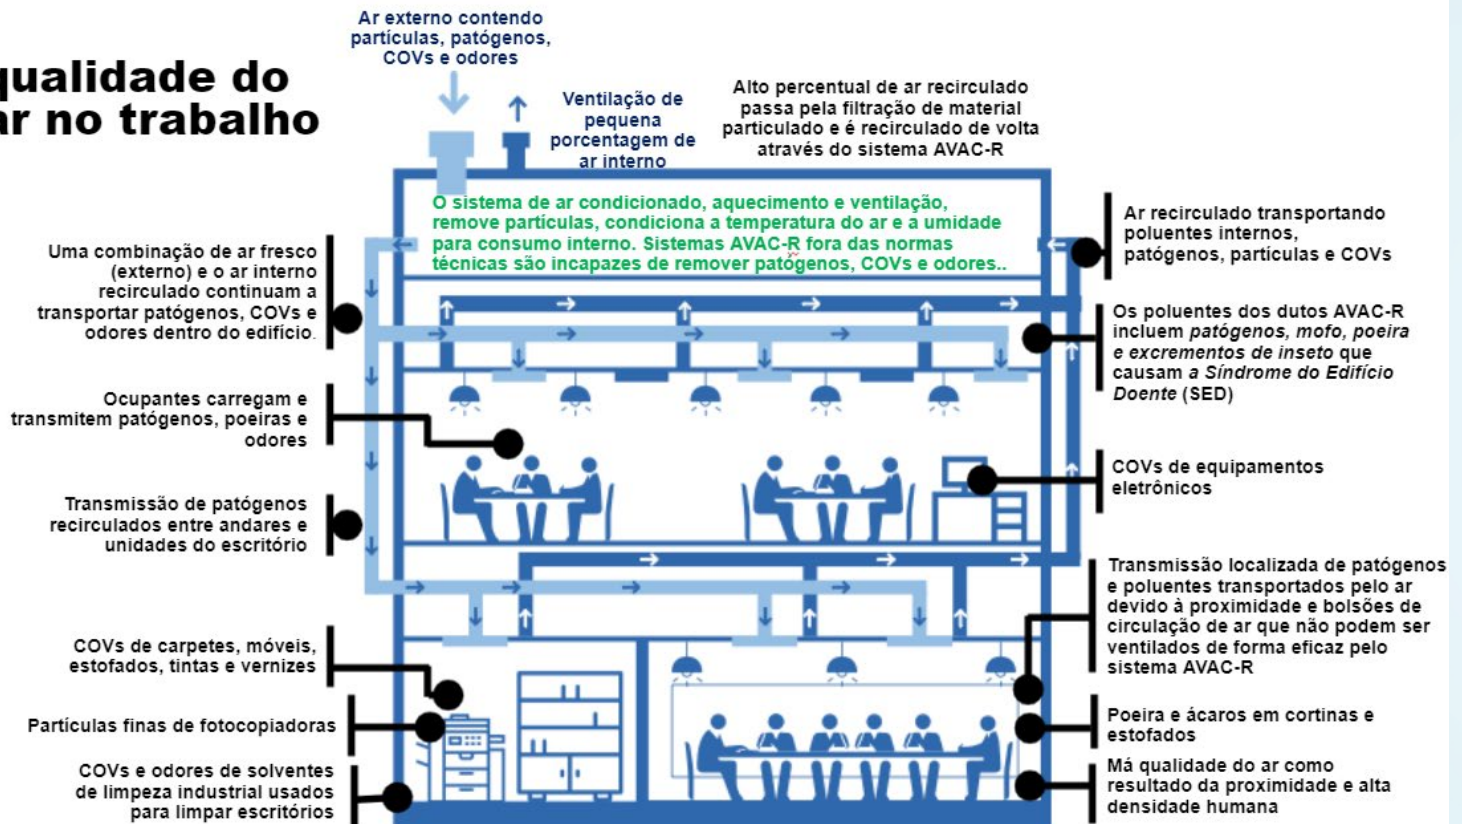 qualidade do
ar no trabalho
Ar externo contendo
partículas, patógenos,
COVs e odores
Ventilação de
pequena
porcentagem de
ar interno
Alto percentual de ar recirculado
passa pela filtração de material
particulado e é recirculado de volta
através do sistema AVAC-R
O sistema de ar condicionado, aquecimento e ventilação,
remove partículas, condiciona a temperatura do ar e a umidade
para consumo interno. Sistemas AVAC-R fora das normas
técnicas são incapazes de remover patógenos, COVs e odores..
Uma combinação de ar fresco
(externo) e o ar interno
recirculado continuam a
transportar patógenos, COVs e
odores dentro do edifício.
Ocupantes carregam e
transmitem patógenos, poeiras e
odores
Transmissão de patógenos
recirculados entre andares e
unidades do escritório
COVs de carpetes, móveis,
estofados, tintas e vernizes
Partículas finas de fotocopiadoras
COVs e odores de solventes
de limpeza industrial usados
para limpar escritórios
Ar recirculado transportando
poluentes internos,
patógenos, partículas e COVs
Os poluentes dos dutos AVAC-R
incluem patógenos, mofo, poeira
e excrementos de inseto que
causam a Síndrome do Edifício
Doente (SED)
COVs de equipamentos
eletrônicos
Transmissão localizada de patógenos
e poluentes transportados pelo ar
devido à proximidade e bolsões de
circulação de ar que não podem ser
ventilados de forma eficaz pelo
sistema AVAC-R
Poeira e ácaros em cortinas e
estofados
Má qualidade do ar como
resultado da proximidade e alta
densidade humana